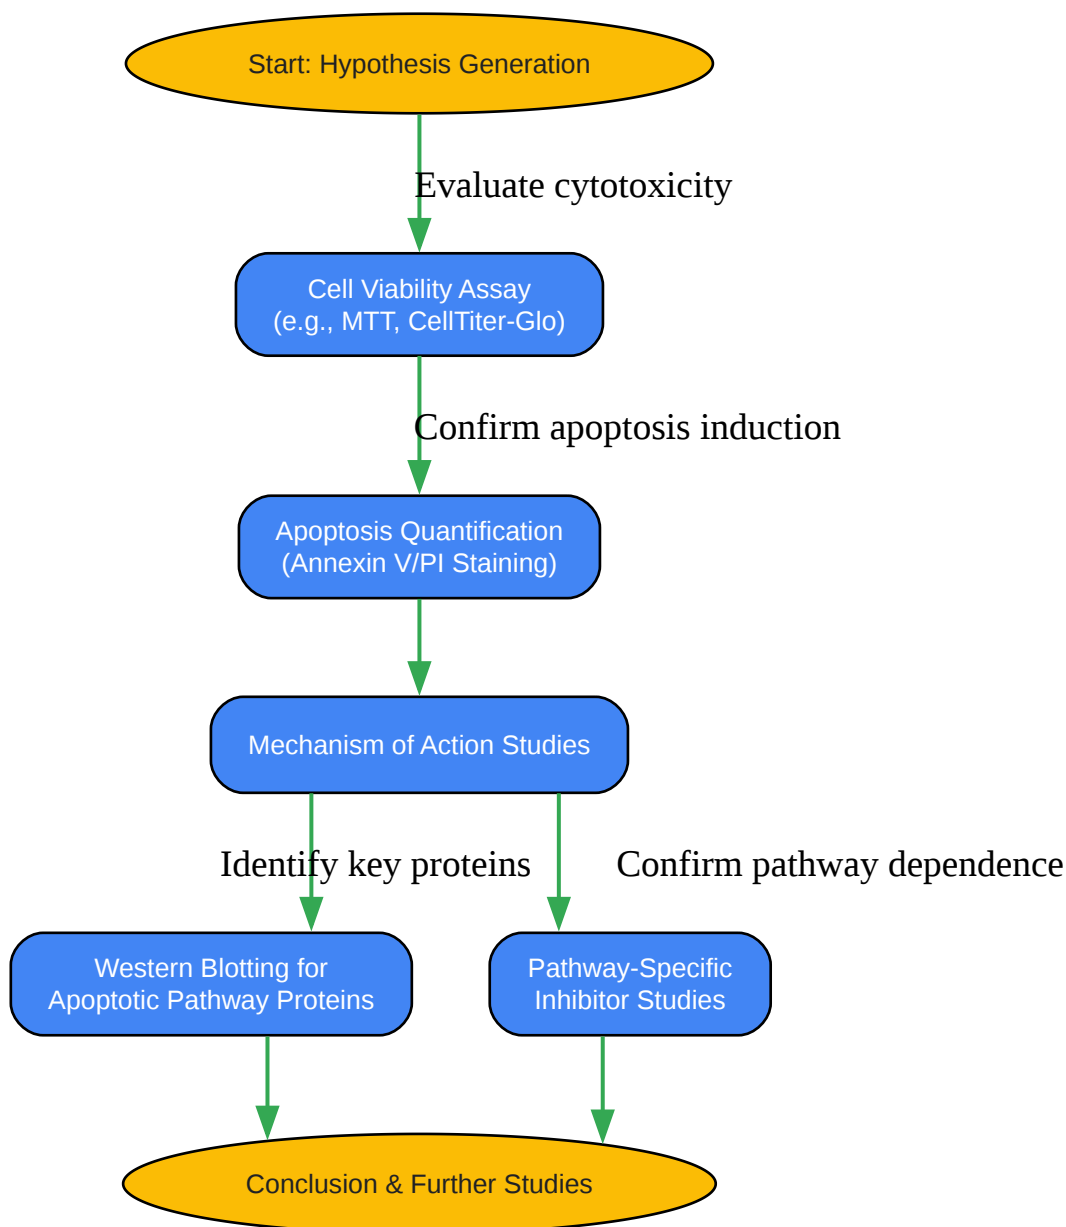 Start: Hypothesis Generation
Evaluate cytotoxicity
Cell Viability Assay
(e.g., MTT, CellTiter-Glo)
Confirm apoptosis induction
Apoptosis Quantification
(Annexin V/PI Staining)
Mechanism of Action Studies
Identify key proteins
Confirm pathway dependence
Western Blotting for
Apoptotic Pathway Proteins
Pathway-Specific
Inhibitor Studies
Conclusion & Further Studies